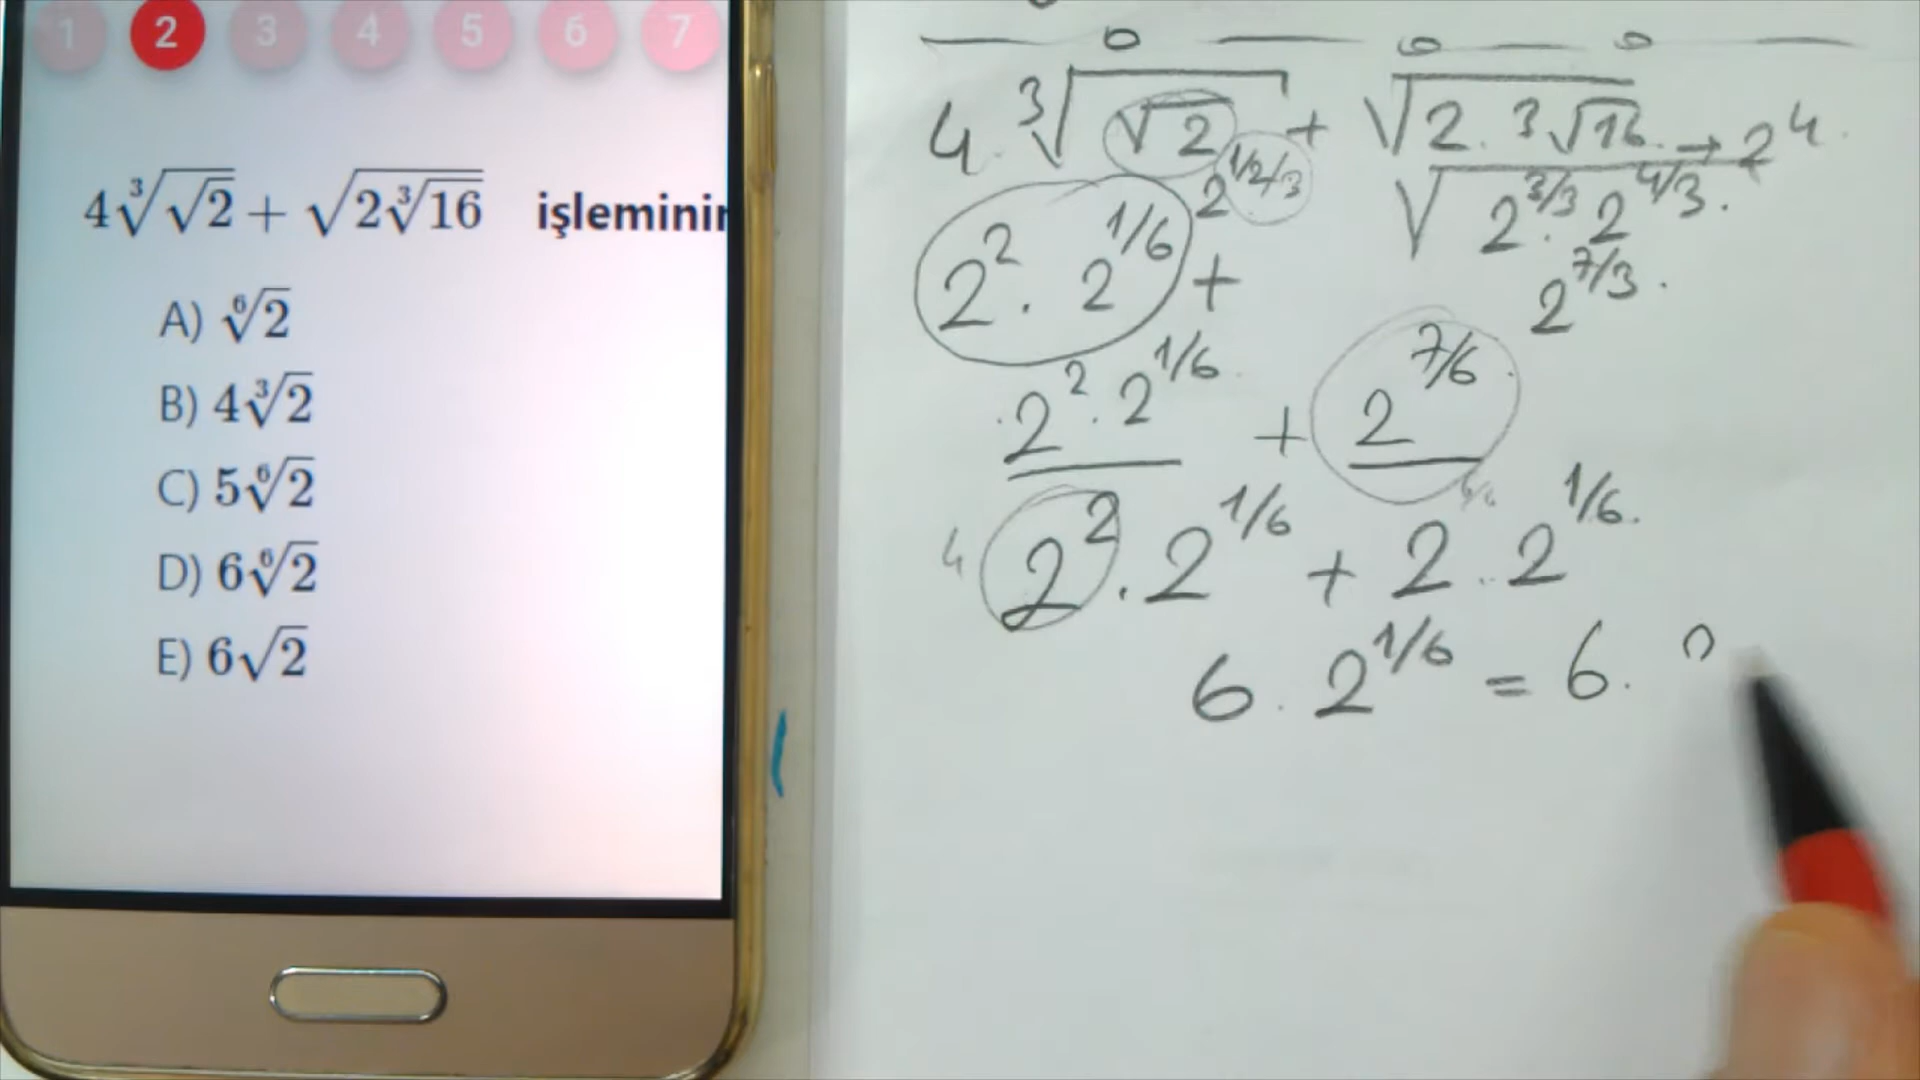 1 2 3 4 5 6 7
4∛√2 + √(2∛16) işleminin
A) ⁶√2
B) 4∛2
C) 5⁶√2
D) 6⁶√2
E) 6√2
4 . ∛√2 + √(2 . ∛16) → 2⁴
2^(1/2/3)
√(2^(3/3) . 2^(4/3))
2² . 2^(1/6) +
2^(7/3)
2² . 2^(1/6) + 2^(7/6)
4 2² . 2^(1/6) + 2 . 2^(1/6)
6 . 2^(1/6) = 6 .